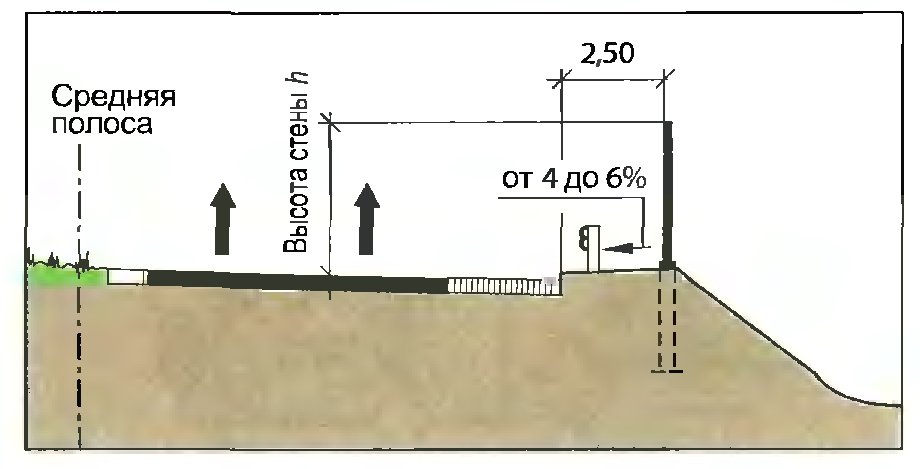 2,50
Средняя
полоса
Высота стены h
от 4 до 6%